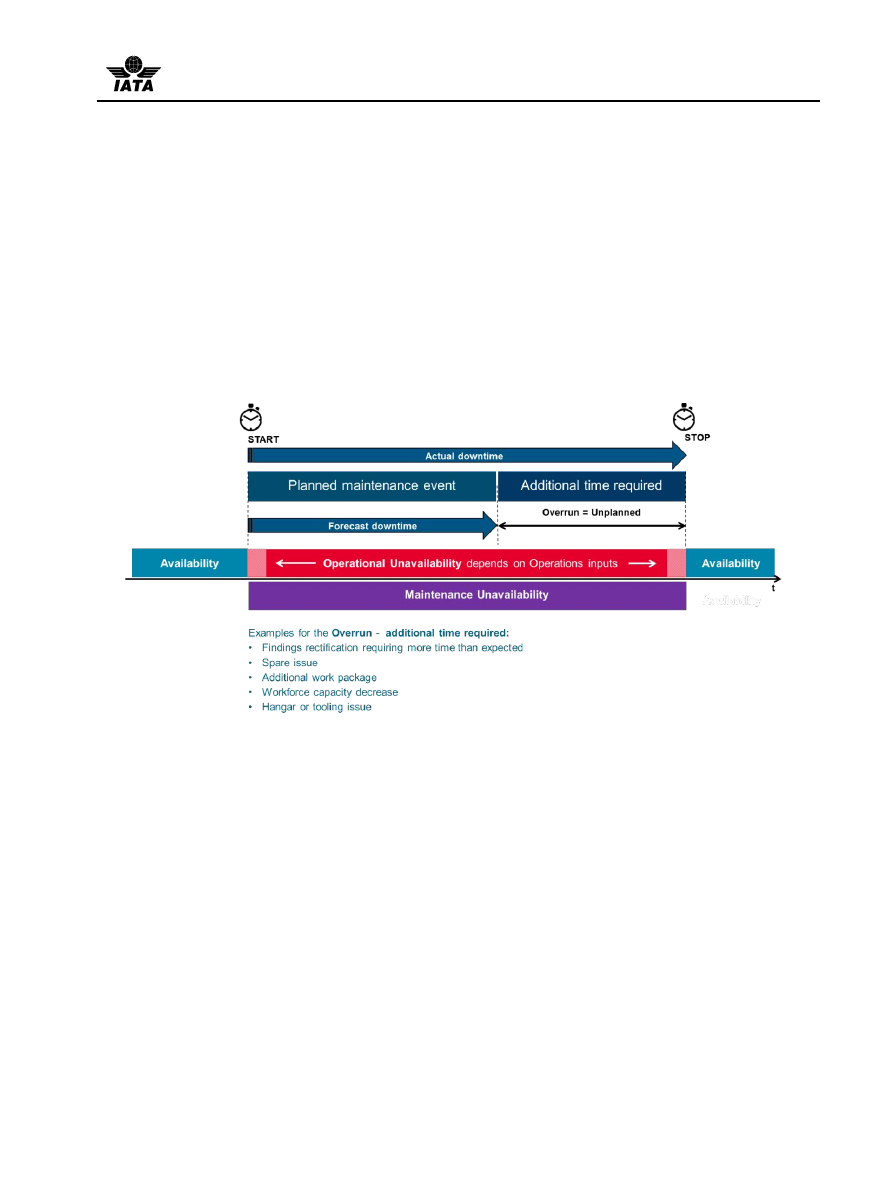 IATA
START
STOP
Actual downtime
Planned maintenance event
Additional time required
Overrun = Unplanned
Forecast downtime
Availability
Operational Unavailability depends on Operations inputs
Availability
t
Maintenance Unavailability
Availability
Examples for the Overrun - additional time required:
• Findings rectification requiring more time than expected
• Spare issue
• Additional work package
• Workforce capacity decrease
• Hangar or tooling issue